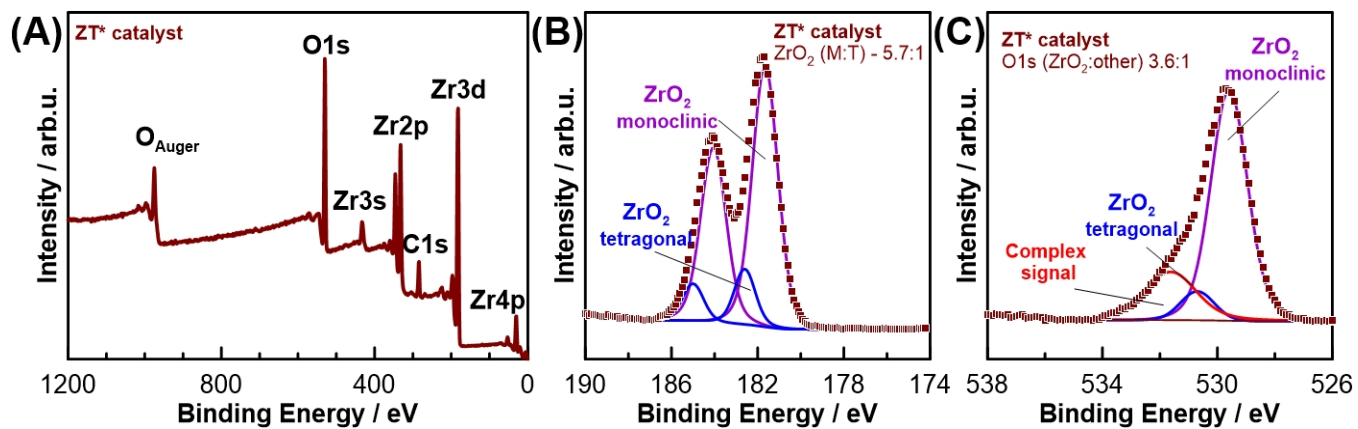 (A)
ZT* catalyst
O1s
Zr3d
Zr2p
O_Auger
Zr3s
C1s
Zr4p
Intensity / arb.u.
1200 800 400 0
Binding Energy / eV
(B)
ZT* catalyst
ZrO₂ (M:T) - 5.7:1
ZrO₂
monoclinic
ZrO₂
tetragonal
Intensity / arb.u.
190 186 182 178 174
Binding Energy / eV
(C)
ZT* catalyst
O1s (ZrO₂:other) 3.6:1
ZrO₂
monoclinic
ZrO₂
tetragonal
Complex
signal
Intensity / arb.u.
538 534 530 526
Binding Energy / eV